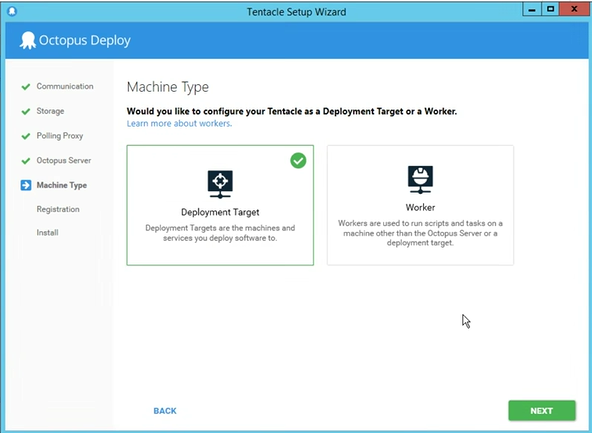 Tentacle Setup Wizard
Octopus Deploy
Communication
Storage
Polling Proxy
Octopus Server
Machine Type
Registration
Install
Machine Type
Would you like to configure your Tentacle as a Deployment Target or a Worker.
Learn more about workers.
Deployment Target
Deployment Targets are the machines and
services you deploy software to.
Worker
Workers are used to run scripts and tasks on a
machine other than the Octopus Server or a
deployment target.
BACK
NEXT